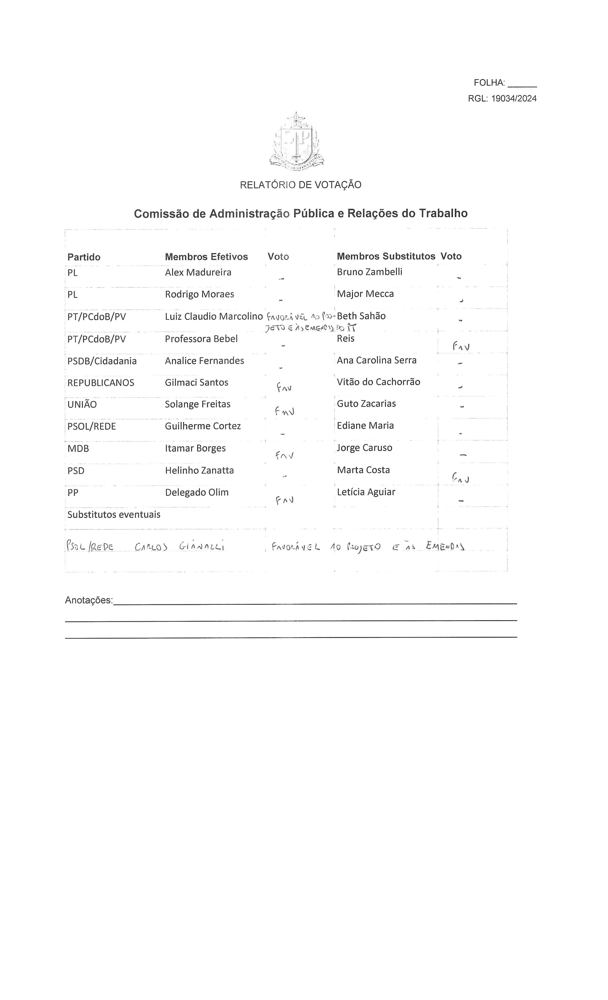 FOLHA: ______
RGL: 19034/2024
RELATÓRIO DE VOTAÇÃO
Comissão de Administração Pública e Relações do Trabalho
Partido Membros Efetivos Voto Membros Substitutos Voto
PL Alex Madureira - Bruno Zambelli -
PL Rodrigo Moraes - Major Mecca -
PT/PCdoB/PV Luiz Claudio Marcolino FAVORÁVEL AO PRO- Beth Sahão -
JETO E ÀS EMENDAS DO PT
PT/PCdoB/PV Professora Bebel - Reis FAV
PSDB/Cidadania Analice Fernandes - Ana Carolina Serra -
REPUBLICANOS Gilmaci Santos FAV Vitão do Cachorrão -
UNIÃO Solange Freitas FAV Guto Zacarias -
PSOL/REDE Guilherme Cortez - Ediane Maria -
MDB Itamar Borges FAV Jorge Caruso -
PSD Helinho Zanatta - Marta Costa FAV
PP Delegado Olim FAV Letícia Aguiar -
Substitutos eventuais
PSOL/REDE CARLOS GIANALLI FAVORÁVEL AO PROJETO E ÀS EMENDAS
Anotações: